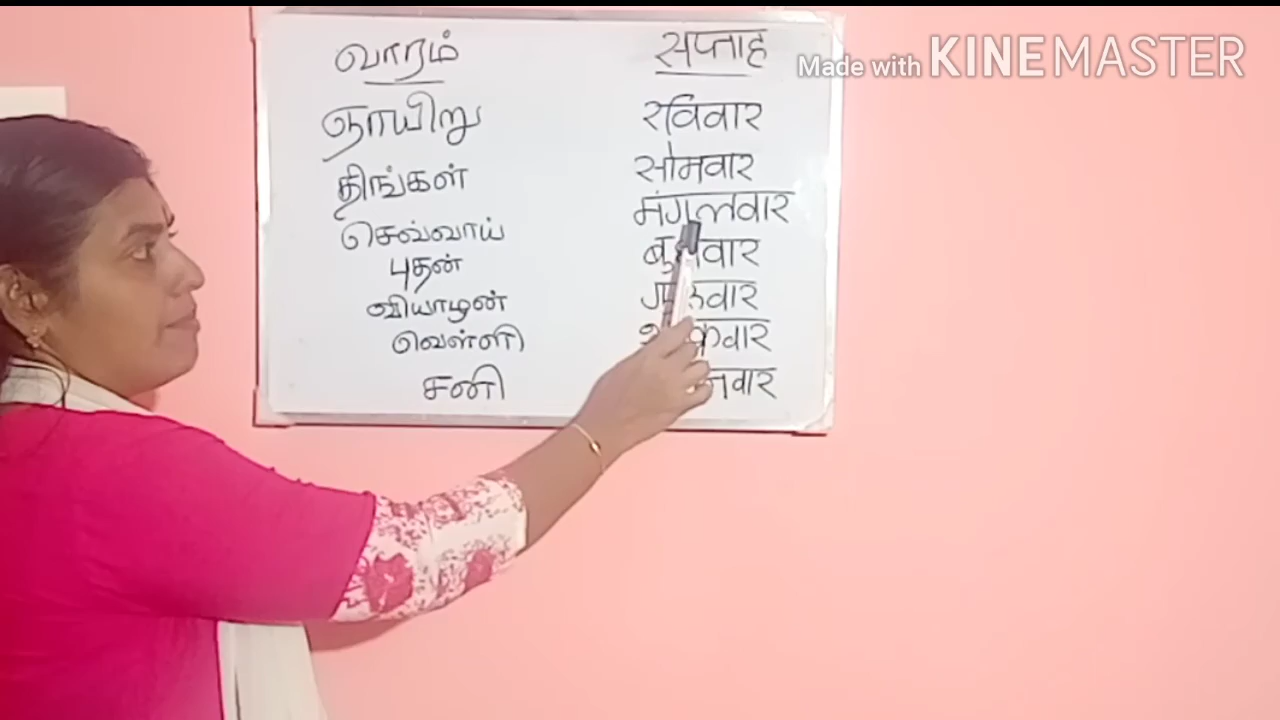 வாரம் सप्ताह
Made with KINEMASTER
ஞாயிறு रविवार
திங்கள் सोमवार
செவ்வாய் मंगलवार
புதன்
வியாழன்
வெள்ளி
சனி